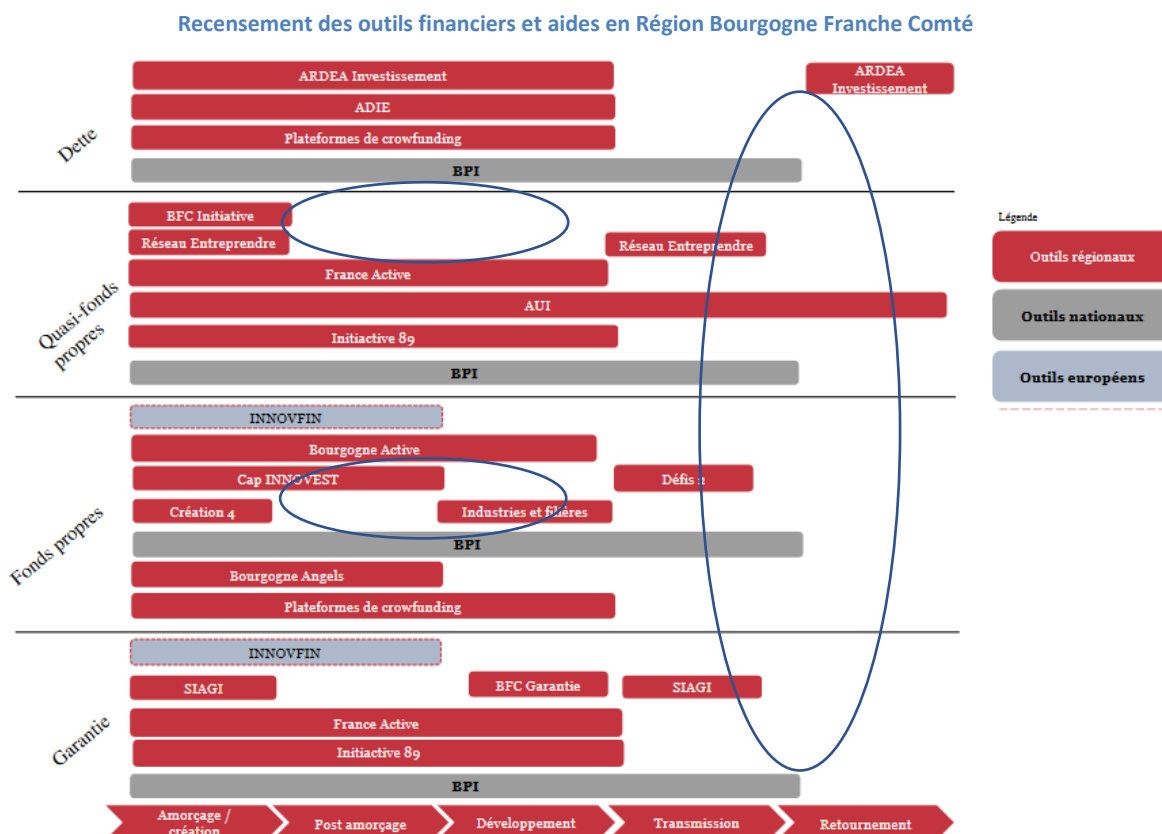 Recensement des outils financiers et aides en Région Bourgogne Franche Comté
Dette
ARDEA Investissement
ARDEA
Investissement
ADIE
Plateformes de crowfunding
BPI
Quasi-fonds
propres
BFC Initiative
Réseau Entreprendre
Réseau Entreprendre
France Active
AUI
Initiactive 89
BPI
Légende
Outils régionaux
Outils nationaux
Outils européens
Fonds propres
INNOVFIN
Bourgogne Active
Cap INNOVEST
Défis 2
Création 4
Industries et filières
BPI
Bourgogne Angels
Plateformes de crowfunding
Garantie
INNOVFIN
SIAGI
BFC Garantie
SIAGI
France Active
Initiactive 89
BPI
Amorçage /
création
Post amorçage
Développement
Transmission
Retournement